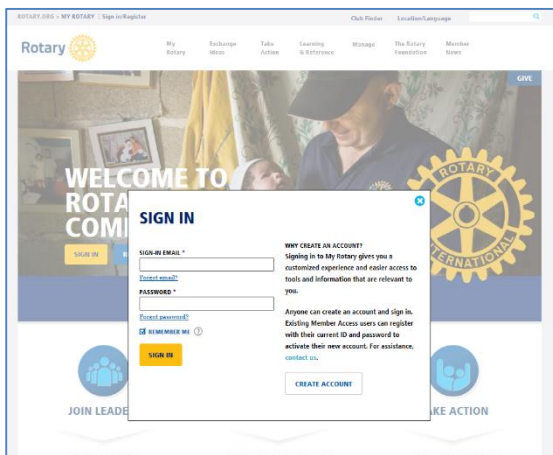 ROTARY.ORG > MY ROTARY | Sign in/Register
Club Finder Location/Language
Rotary
My Rotary
Exchange Ideas
Take Action
Learning & Reference
Manage
The Rotary Foundation
Member News
GIVE
WELCOME TO
ROTA
COM
SIGN IN
ROTARY
INTERNATIONAL
SIGN IN
SIGN-IN EMAIL *
Forgot email?
PASSWORD *
Forgot password?
REMEMBER ME ?
SIGN IN
WHY CREATE AN ACCOUNT?
Signing in to My Rotary gives you a
customized experience and easier access to
tools and information that are relevant to
you.
Anyone can create an account and sign in.
Existing Member Access users can register
with their current ID and password to
activate their new account. For assistance,
contact us.
CREATE ACCOUNT
JOIN LEADE
KE ACTION